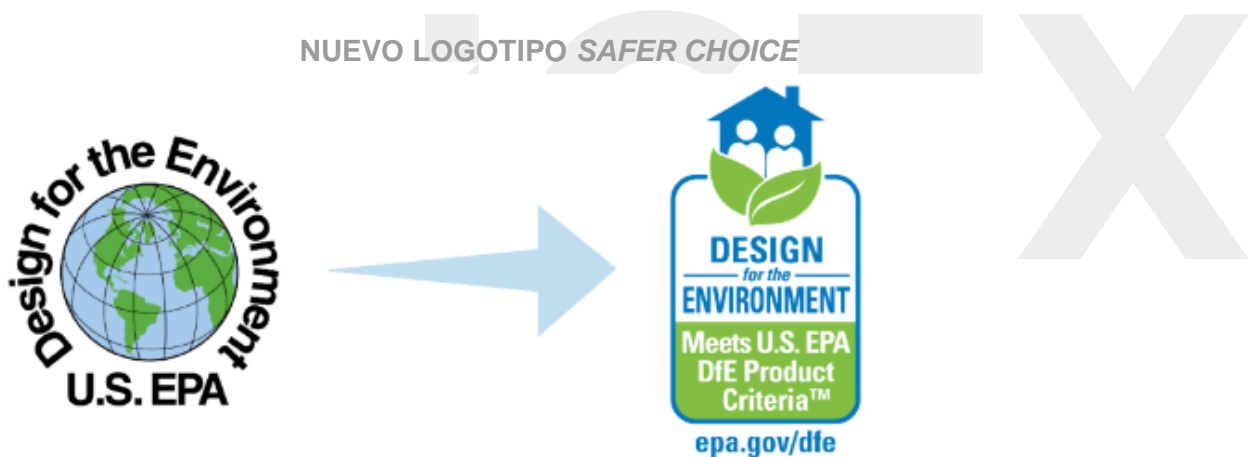 NUEVO LOGOTIPO SAFER CHOICE
Design for the Environment
U.S. EPA
DESIGN
for the
ENVIRONMENT
Meets U.S. EPA
DfE Product
Criteria™
epa.gov/dfe